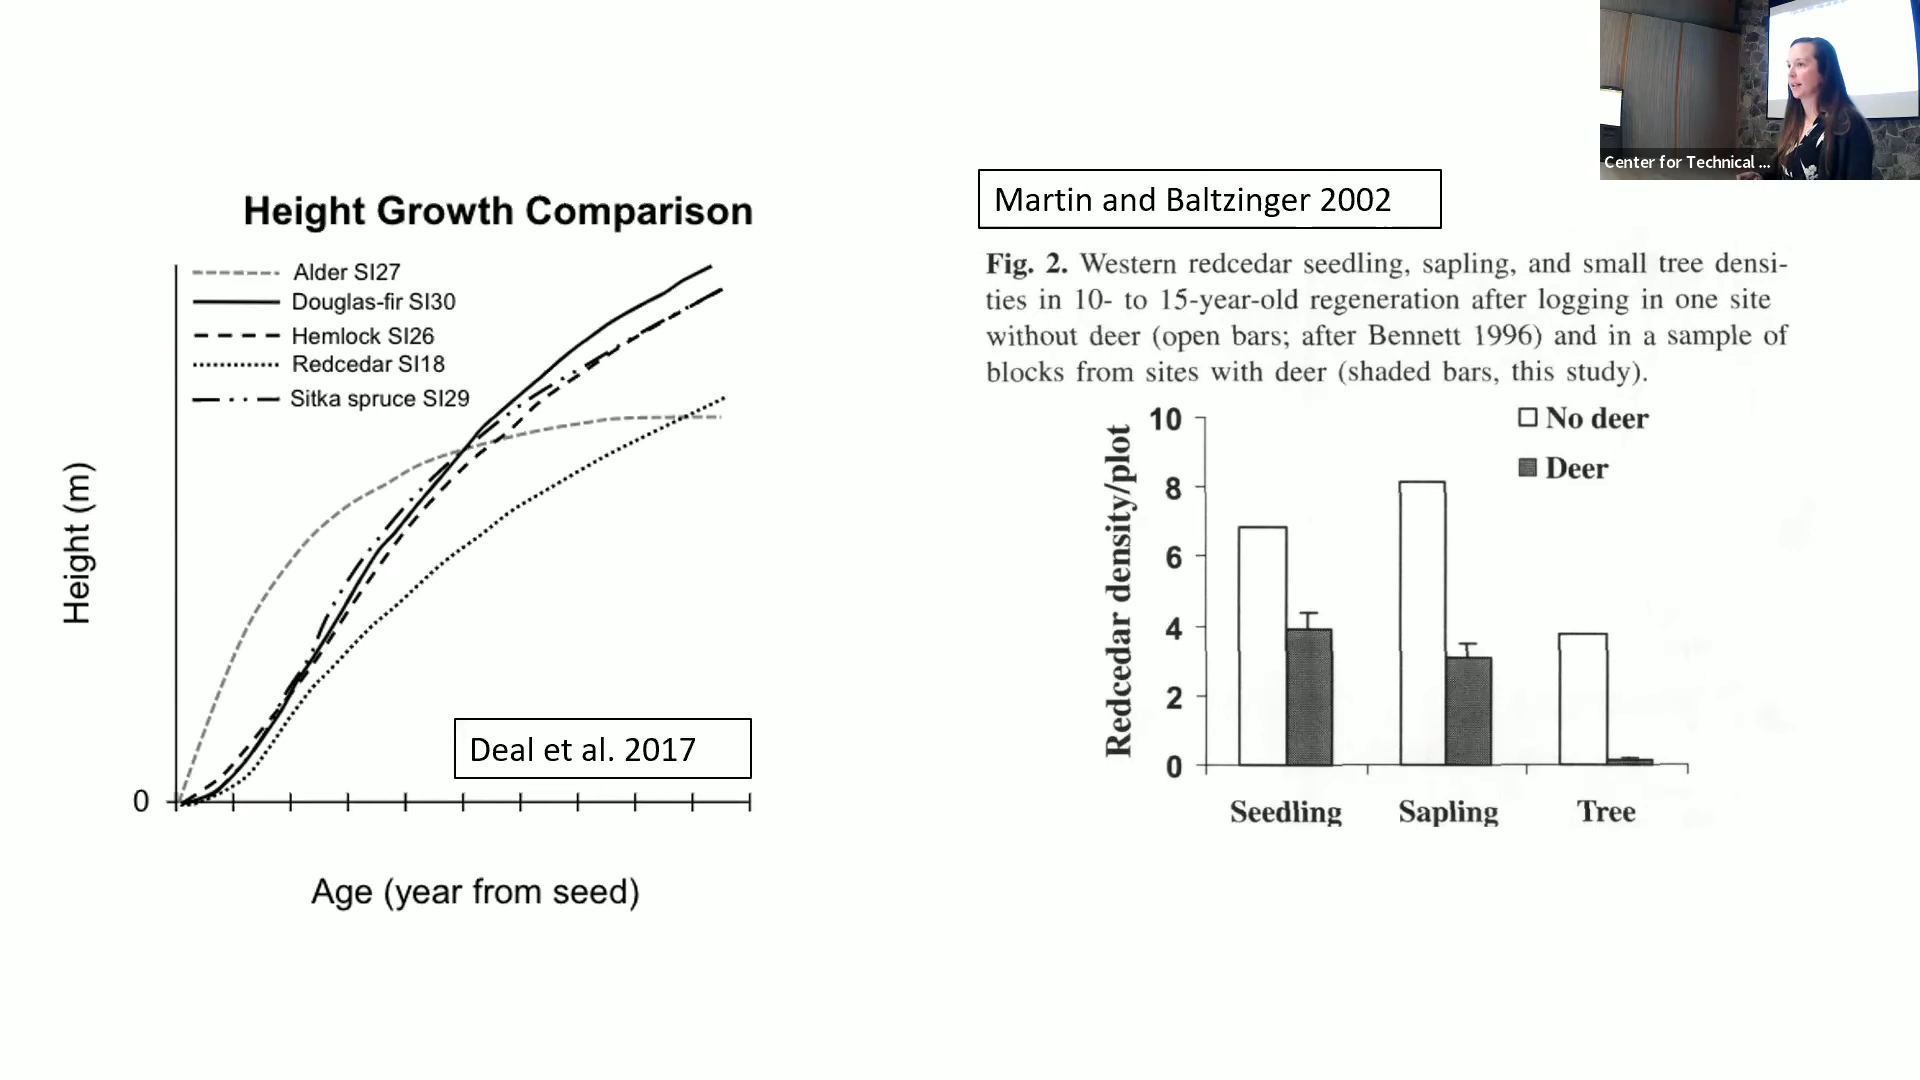 Height Growth Comparison
Alder SI27
Douglas-fir SI30
Hemlock SI26
Redcedar SI18
Sitka spruce SI29
Height (m)
0
Deal et al. 2017
Age (year from seed)
Martin and Baltzinger 2002
Fig. 2. Western redcedar seedling, sapling, and small tree densi-
ties in 10- to 15-year-old regeneration after logging in one site
without deer (open bars; after Bennett 1996) and in a sample of
blocks from sites with deer (shaded bars, this study).
No deer
Deer
Redcedar density/plot
10
8
6
4
2
0
Seedling
Sapling
Tree
Center for Technical ...